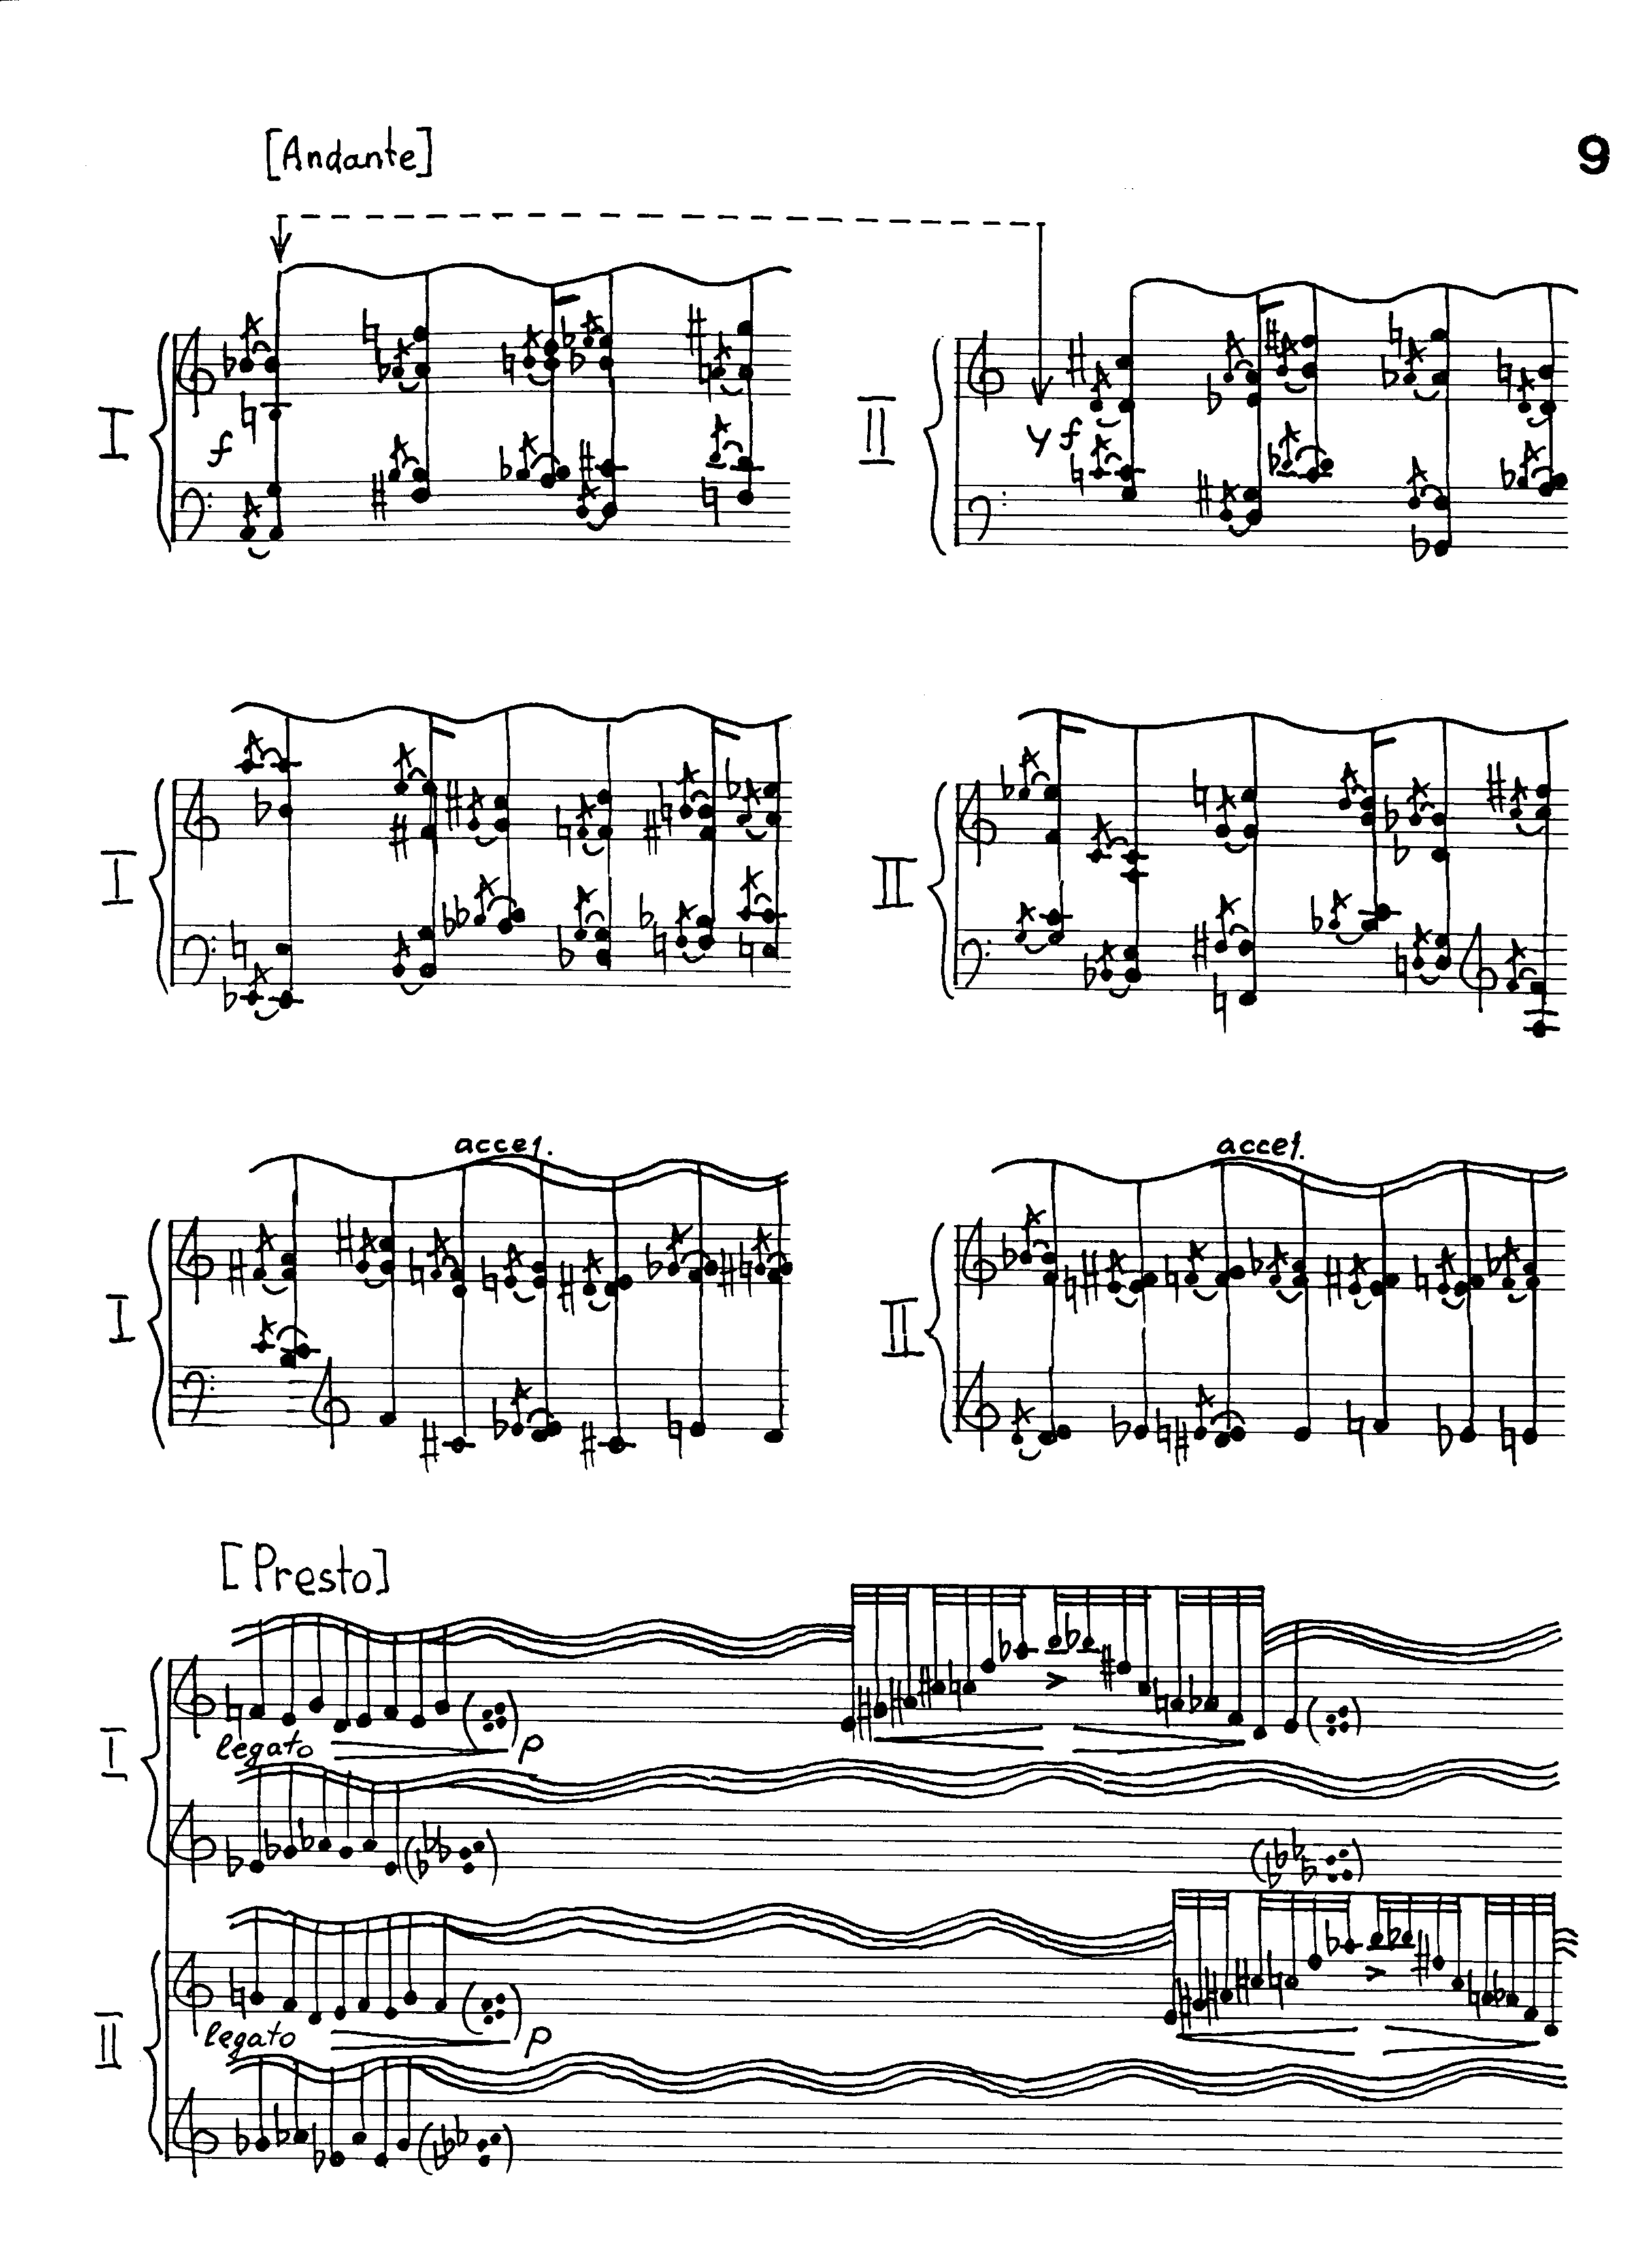 [Andante]
9
I
f
II
f
I
II
accel.
accel.
I
II
[Presto]
I
legato
p
II
legato
p